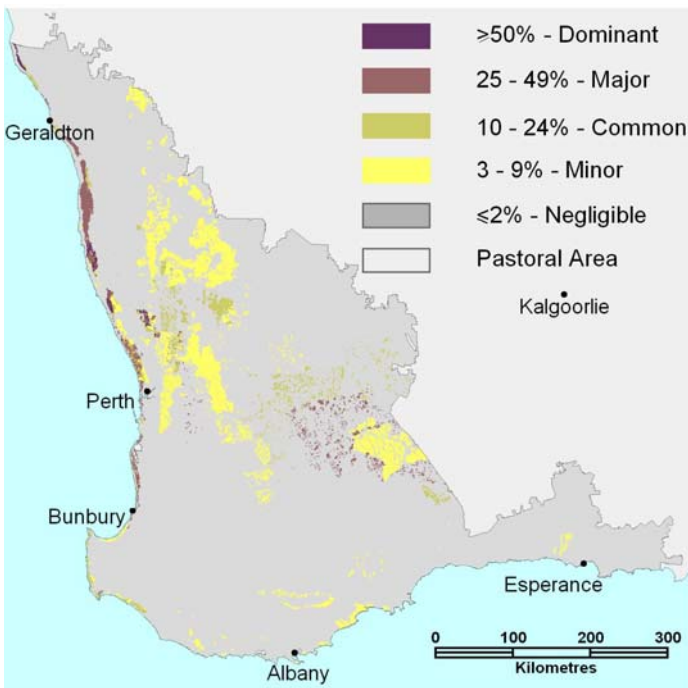 ≥50% - Dominant
25 - 49% - Major
10 - 24% - Common
3 - 9% - Minor
≤2% - Negligible
Pastoral Area
Geraldton
Kalgoorlie
Perth
Bunbury
Esperance
Albany
0 100 200 300
Kilometres